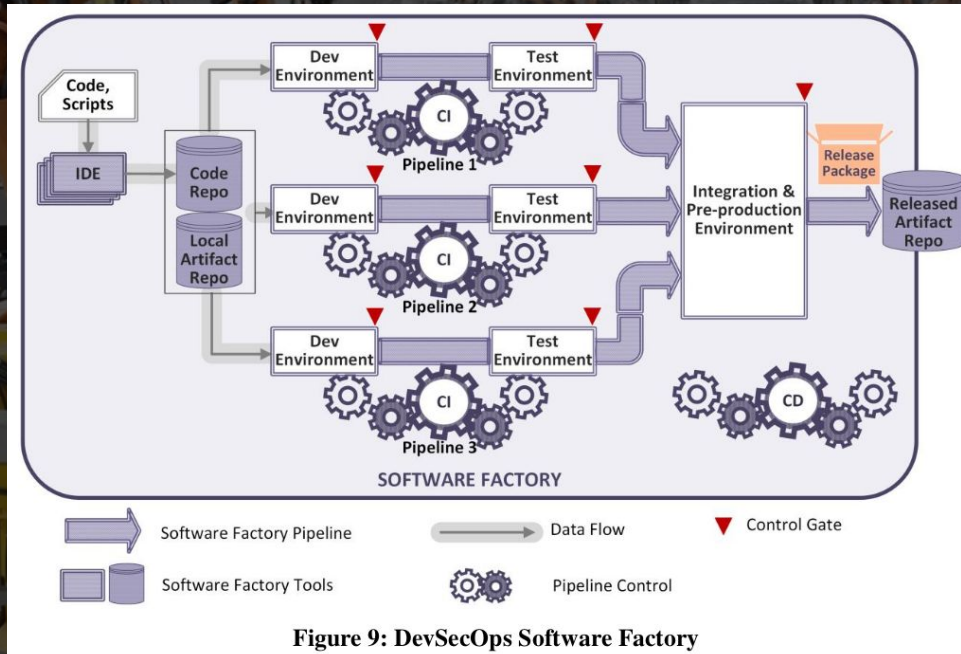 Code,
Scripts
IDE
Code
Repo
Local
Artifact
Repo
Dev
Environment
Test
Environment
CI
Pipeline 1
Dev
Environment
Test
Environment
CI
Pipeline 2
Dev
Environment
Test
Environment
CI
Pipeline 3
Integration &
Pre-production
Environment
Release
Package
Released
Artifact
Repo
CD
SOFTWARE FACTORY
Software Factory Pipeline
Data Flow
Control Gate
Software Factory Tools
Pipeline Control
Figure 9: DevSecOps Software Factory